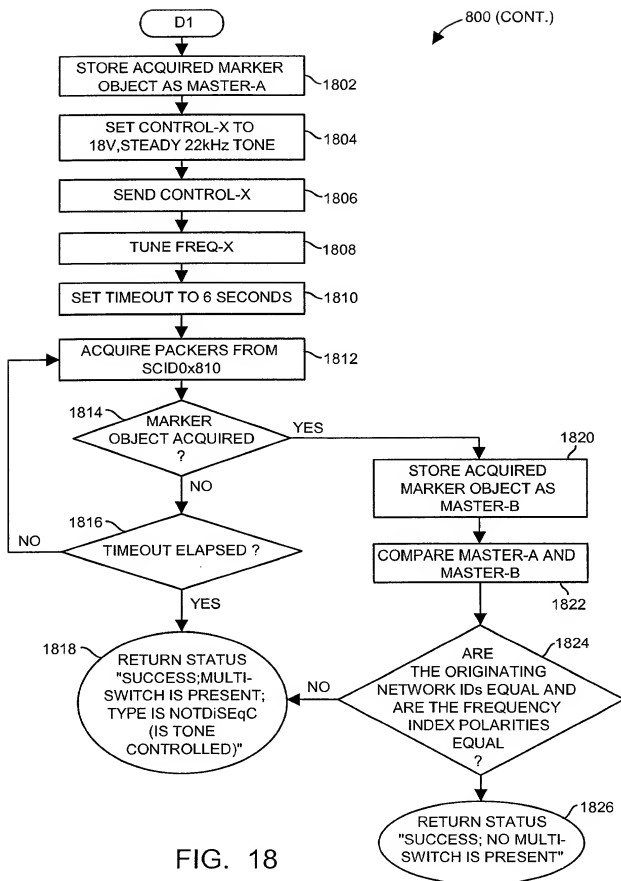 D1
800 (CONT.)
STORE ACQUIRED MARKER
OBJECT AS MASTER-A
1802
SET CONTROL-X TO
18V,STEADY 22kHz TONE
1804
SEND CONTROL-X
1806
TUNE FREQ-X
1808
SET TIMEOUT TO 6 SECONDS
1810
ACQUIRE PACKERS FROM
SCID0x810
1812
1814
MARKER
OBJECT ACQUIRED
?
YES
NO
1816
TIMEOUT ELAPSED ?
NO
YES
1818
RETURN STATUS
"SUCCESS;MULTI-
SWITCH IS PRESENT;
TYPE IS NOTDiSEqC
(IS TONE
CONTROLLED)"
1820
STORE ACQUIRED
MARKER OBJECT AS
MASTER-B
COMPARE MASTER-A AND
MASTER-B
1822
1824
ARE
THE ORIGINATING
NETWORK IDs EQUAL AND
ARE THE FREQUENCY
INDEX POLARITIES
EQUAL
?
NO
YES
1826
RETURN STATUS
"SUCCESS; NO MULTI-
SWITCH IS PRESENT"
FIG. 18